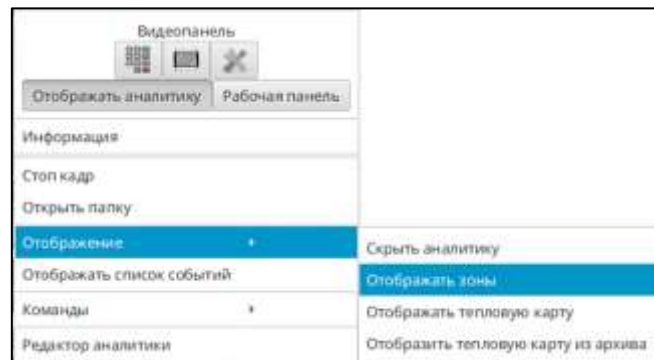 Видеопанель
Отображать аналитику Рабочая панель
Информация
Стоп кадр
Открыть папку
Отображение
Скрыть аналитику
Отображать список событий
Отображать зоны
Команды
Отображать тепловую карту
Редактор аналитики
Отобразить тепловую карту из архива